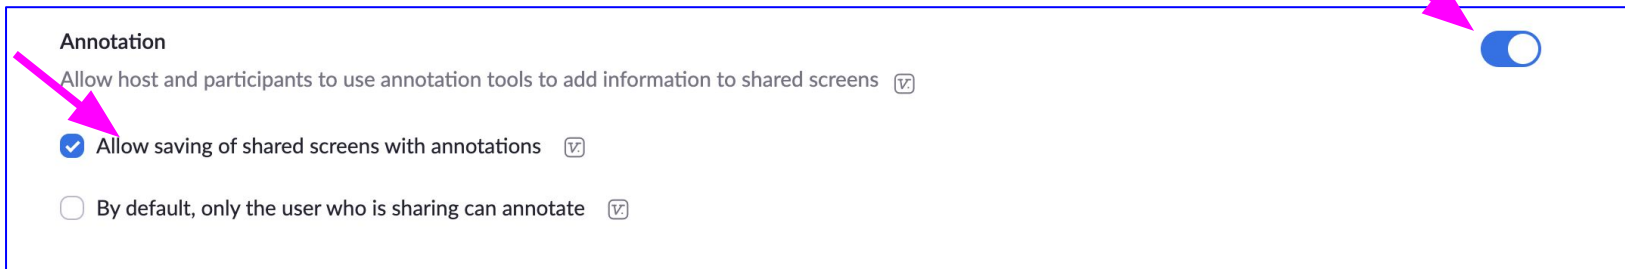 Annotation
Allow host and participants to use annotation tools to add information to shared screens V.
Allow saving of shared screens with annotations V.
By default, only the user who is sharing can annotate V.